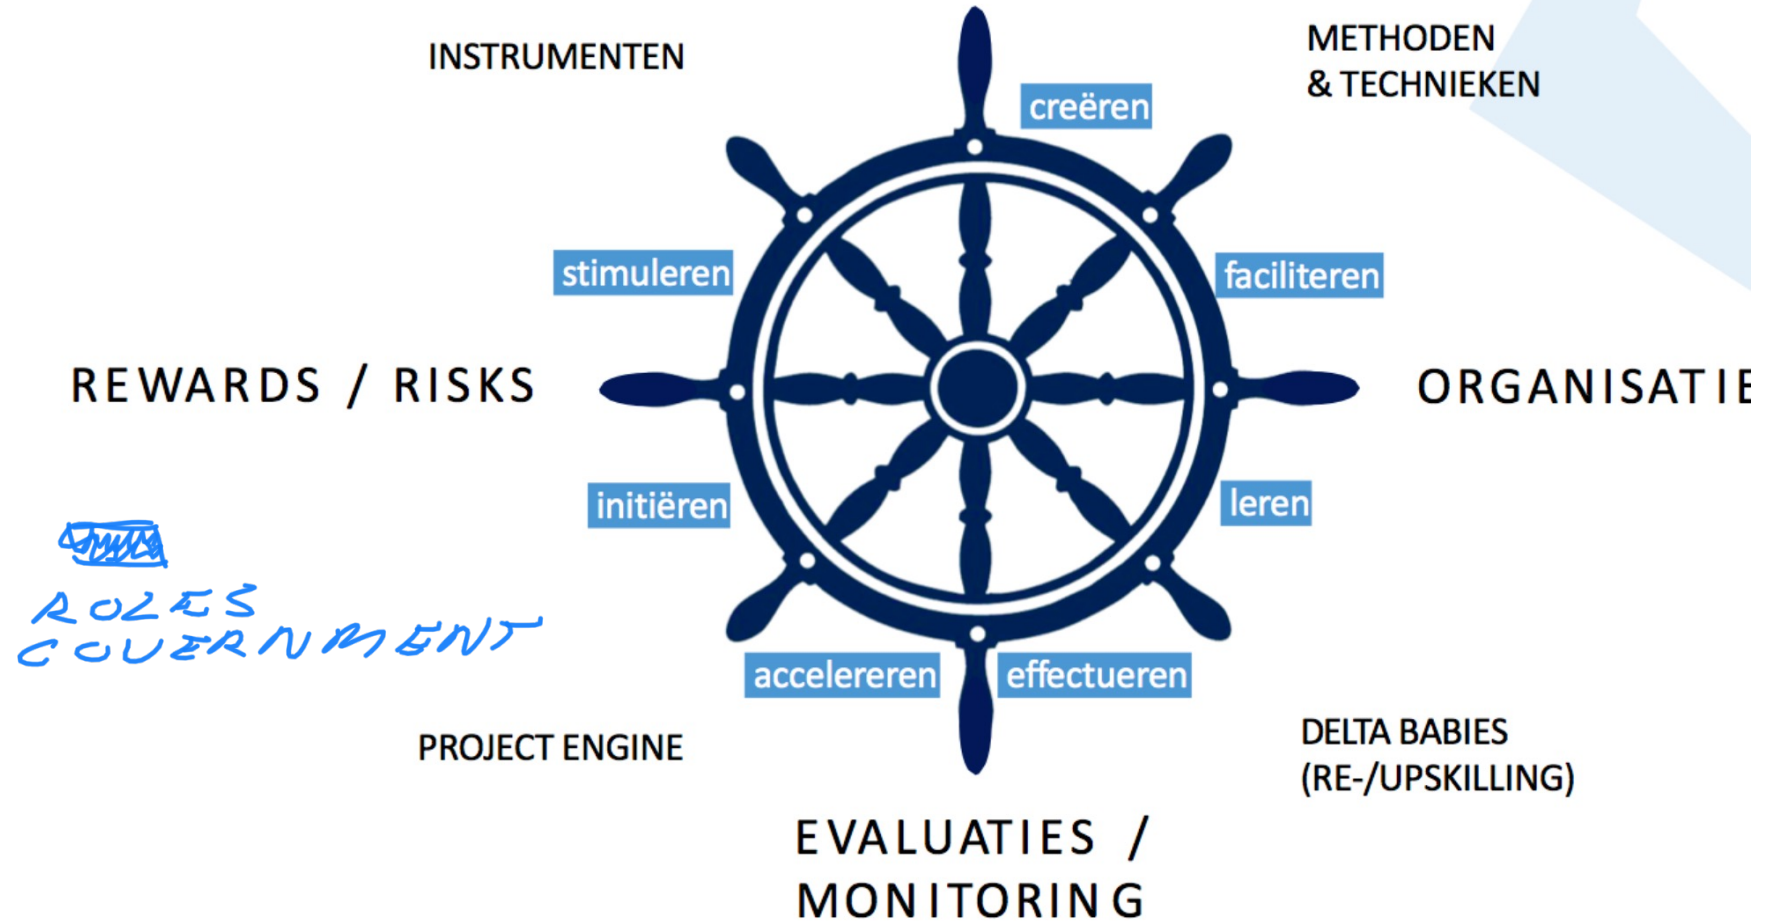 INSTRUMENTEN
METHODEN
& TECHNIEKEN
creëren
stimuleren
faciliteren
REWARDS / RISKS
ORGANISATIE
initiëren
leren
ROLES
GOVERNMENT
accelereren
effectueren
PROJECT ENGINE
DELTA BABIES
(RE-/UPSKILLING)
EVALUATIES /
MONITORING